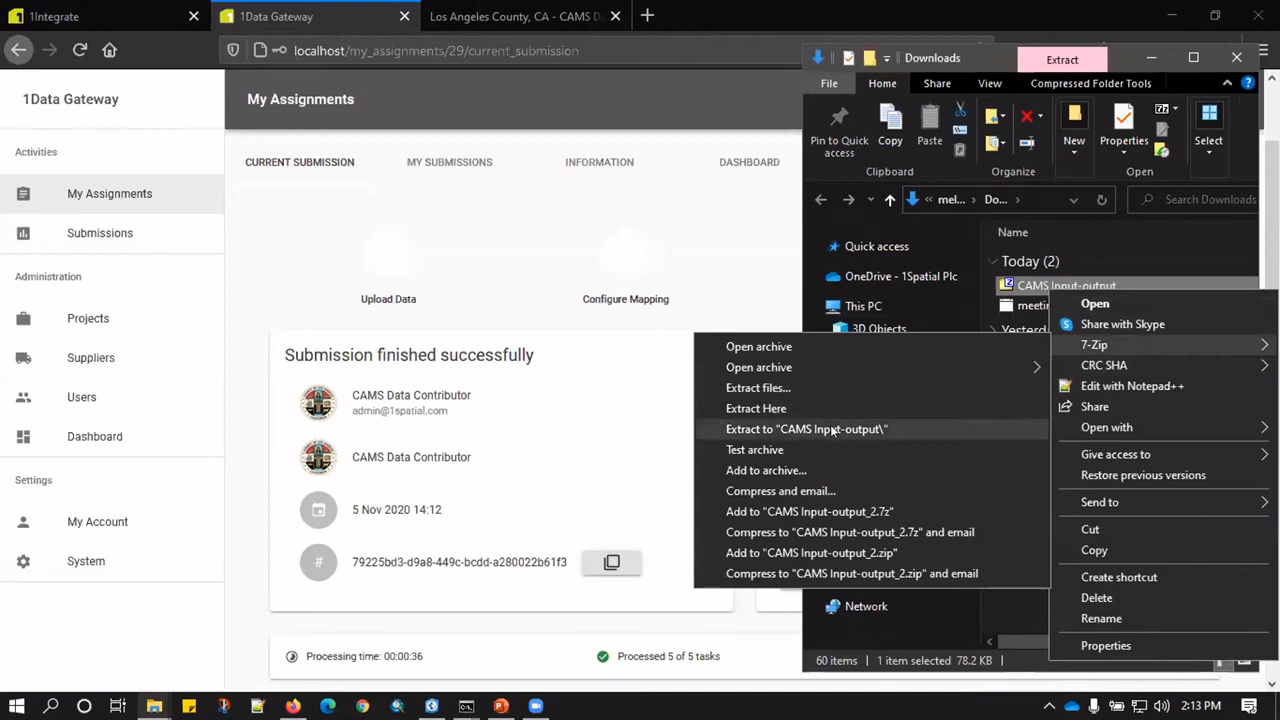 1Integrate
1Data Gateway
Los Angeles County, CA - CAMS D
localhost/my_assignments/29/current_submission
1Data Gateway
Activities
My Assignments
Submissions
Administration
Projects
Suppliers
Users
Dashboard
Settings
My Account
System
My Assignments
CURRENT SUBMISSION
MY SUBMISSIONS
INFORMATION
DASHBOARD
Upload Data
Configure Mapping
Submission finished successfully
CAMS Data Contributor
admin@1spatial.com
CAMS Data Contributor
5 Nov 2020 14:12
# 79225bd3-d9a8-449c-bcdd-a280022b61f3
Processing time: 00:00:36
Processed 5 of 5 tasks
Downloads
Extract
File
Home
Share
View
Compressed Folder Tools
Pin to Quick access
Copy
Paste
Clipboard
Organize
New
Properties
Open
Select
« mel... › Do... ›
Search Downloads
Quick access
OneDrive - 1Spatial Plc
This PC
3D Objects
Network
Name
Today (2)
CAMS Input-output
meetin
Yesterd
60 items
1 item selected 78.2 KB
Open archive
Open archive
Extract files...
Extract Here
Extract to "CAMS Input-output\"
Test archive
Add to archive...
Compress and email...
Add to "CAMS Input-output_2.7z"
Compress to "CAMS Input-output_2.7z" and email
Add to "CAMS Input-output_2.zip"
Compress to "CAMS Input-output_2.zip" and email
Open
Share with Skype
7-Zip
CRC SHA
Edit with Notepad++
Share
Open with
Give access to
Restore previous versions
Send to
Cut
Copy
Create shortcut
Delete
Rename
Properties
2:13 PM